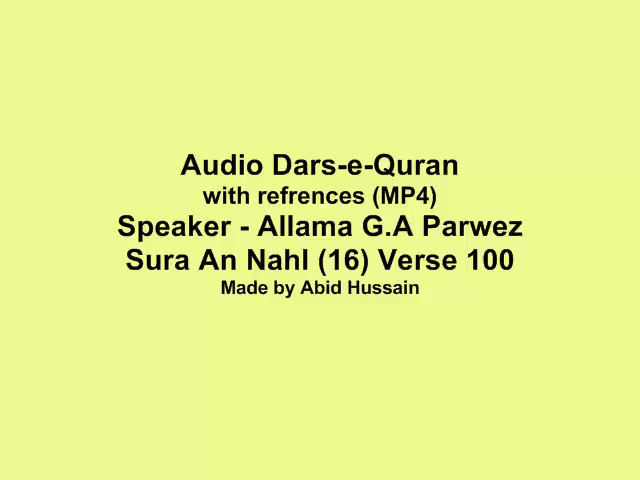 Audio Dars-e-Quran
with refrences (MP4)
Speaker - Allama G.A Parwez
Sura An Nahl (16) Verse 100
Made by Abid Hussain